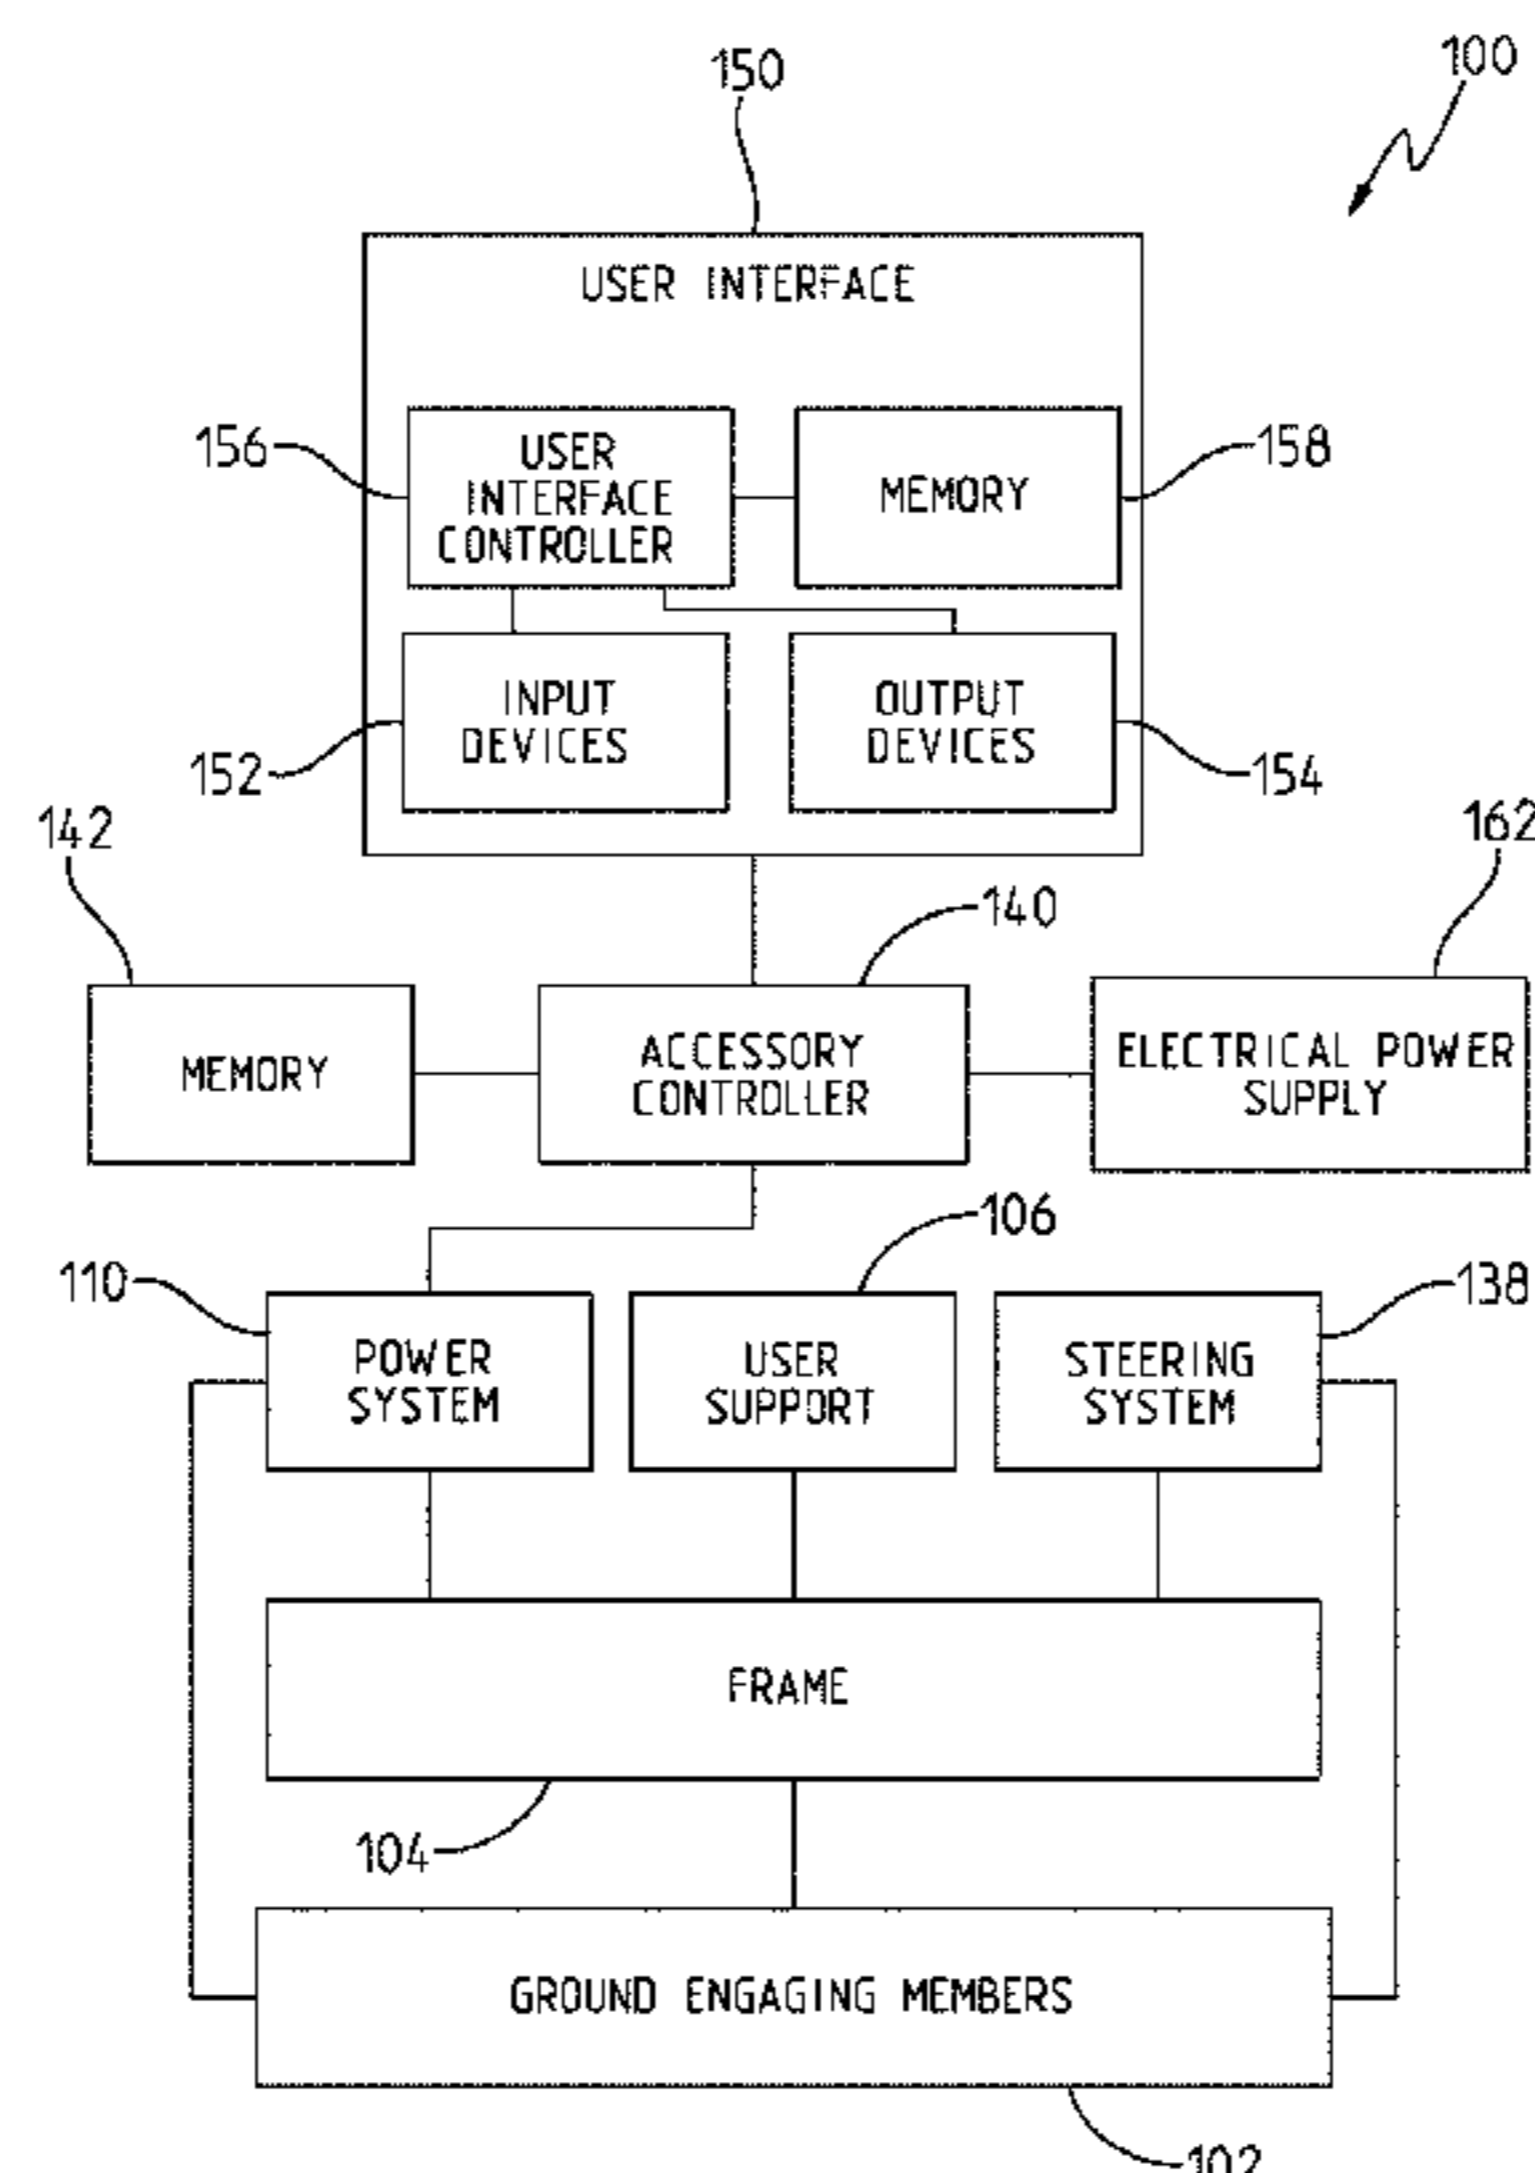 100
150
USER INTERFACE
156
USER
INTERFACE
CONTROLLER
MEMORY
158
INPUT
DEVICES
OUTPUT
DEVICES
152
154
142
162
140
MEMORY
ACCESSORY
CONTROLLER
ELECTRICAL POWER
SUPPLY
106
110
138
POWER
SYSTEM
USER
SUPPORT
STEERING
SYSTEM
FRAME
104
GROUND ENGAGING MEMBERS
102